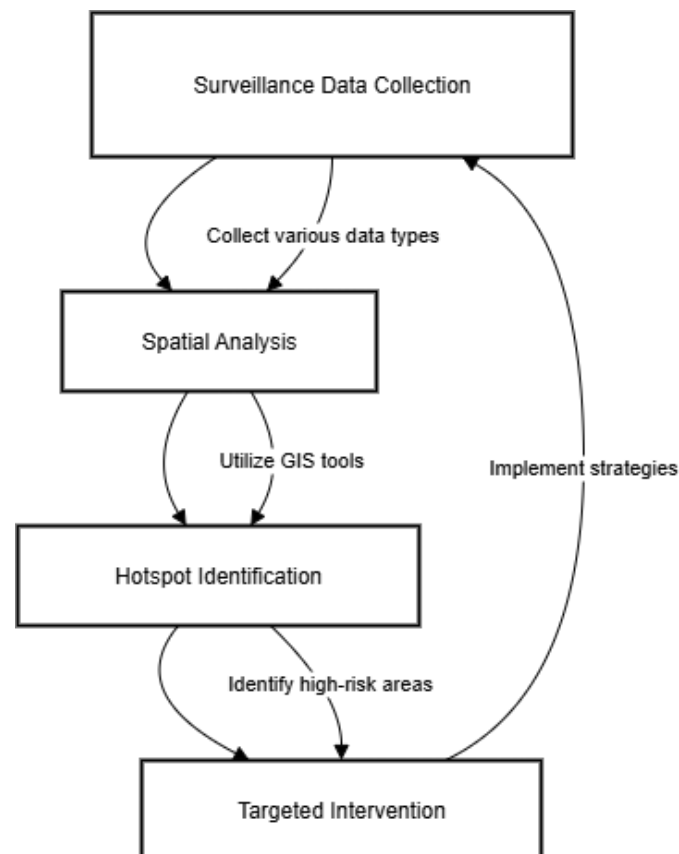 Surveillance Data Collection
Collect various data types
Spatial Analysis
Utilize GIS tools
Implement strategies
Hotspot Identification
Identify high-risk areas
Targeted Intervention